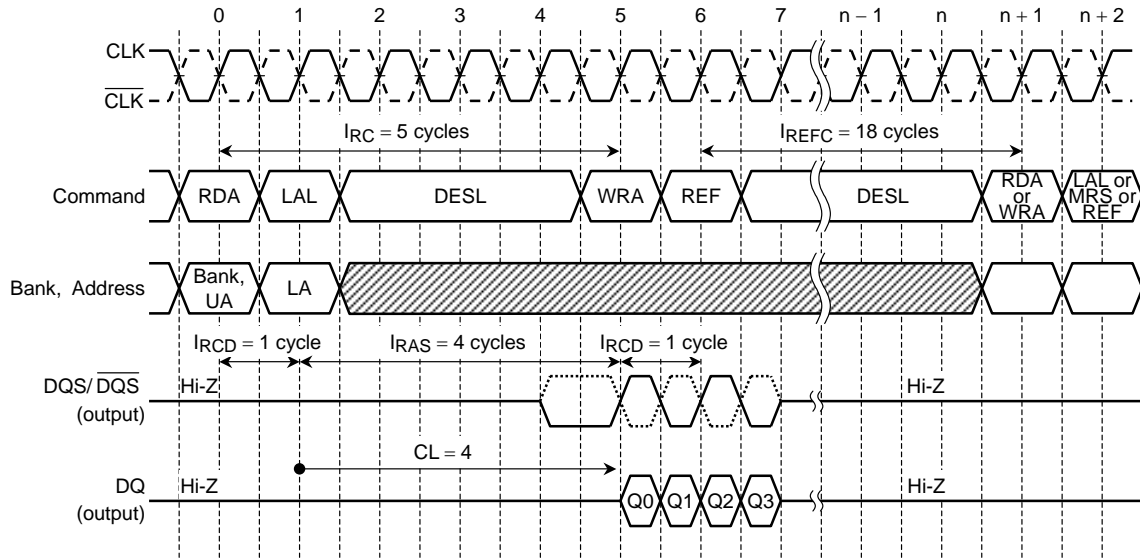 0 1 2 3 4 5 6 7 n − 1 n n + 1 n + 2
CLK
CLK
IRC = 5 cycles
IREFC = 18 cycles
Command
RDA
LAL
DESL
WRA
REF
DESL
RDA
or
WRA
LAL or
MRS or
REF
Bank, Address
Bank,
UA
LA
IRCD = 1 cycle
IRAS = 4 cycles
IRCD = 1 cycle
DQS/ DQS
(output)
Hi-Z
Hi-Z
CL = 4
DQ
(output)
Hi-Z
Q0 Q1 Q2 Q3
Hi-Z